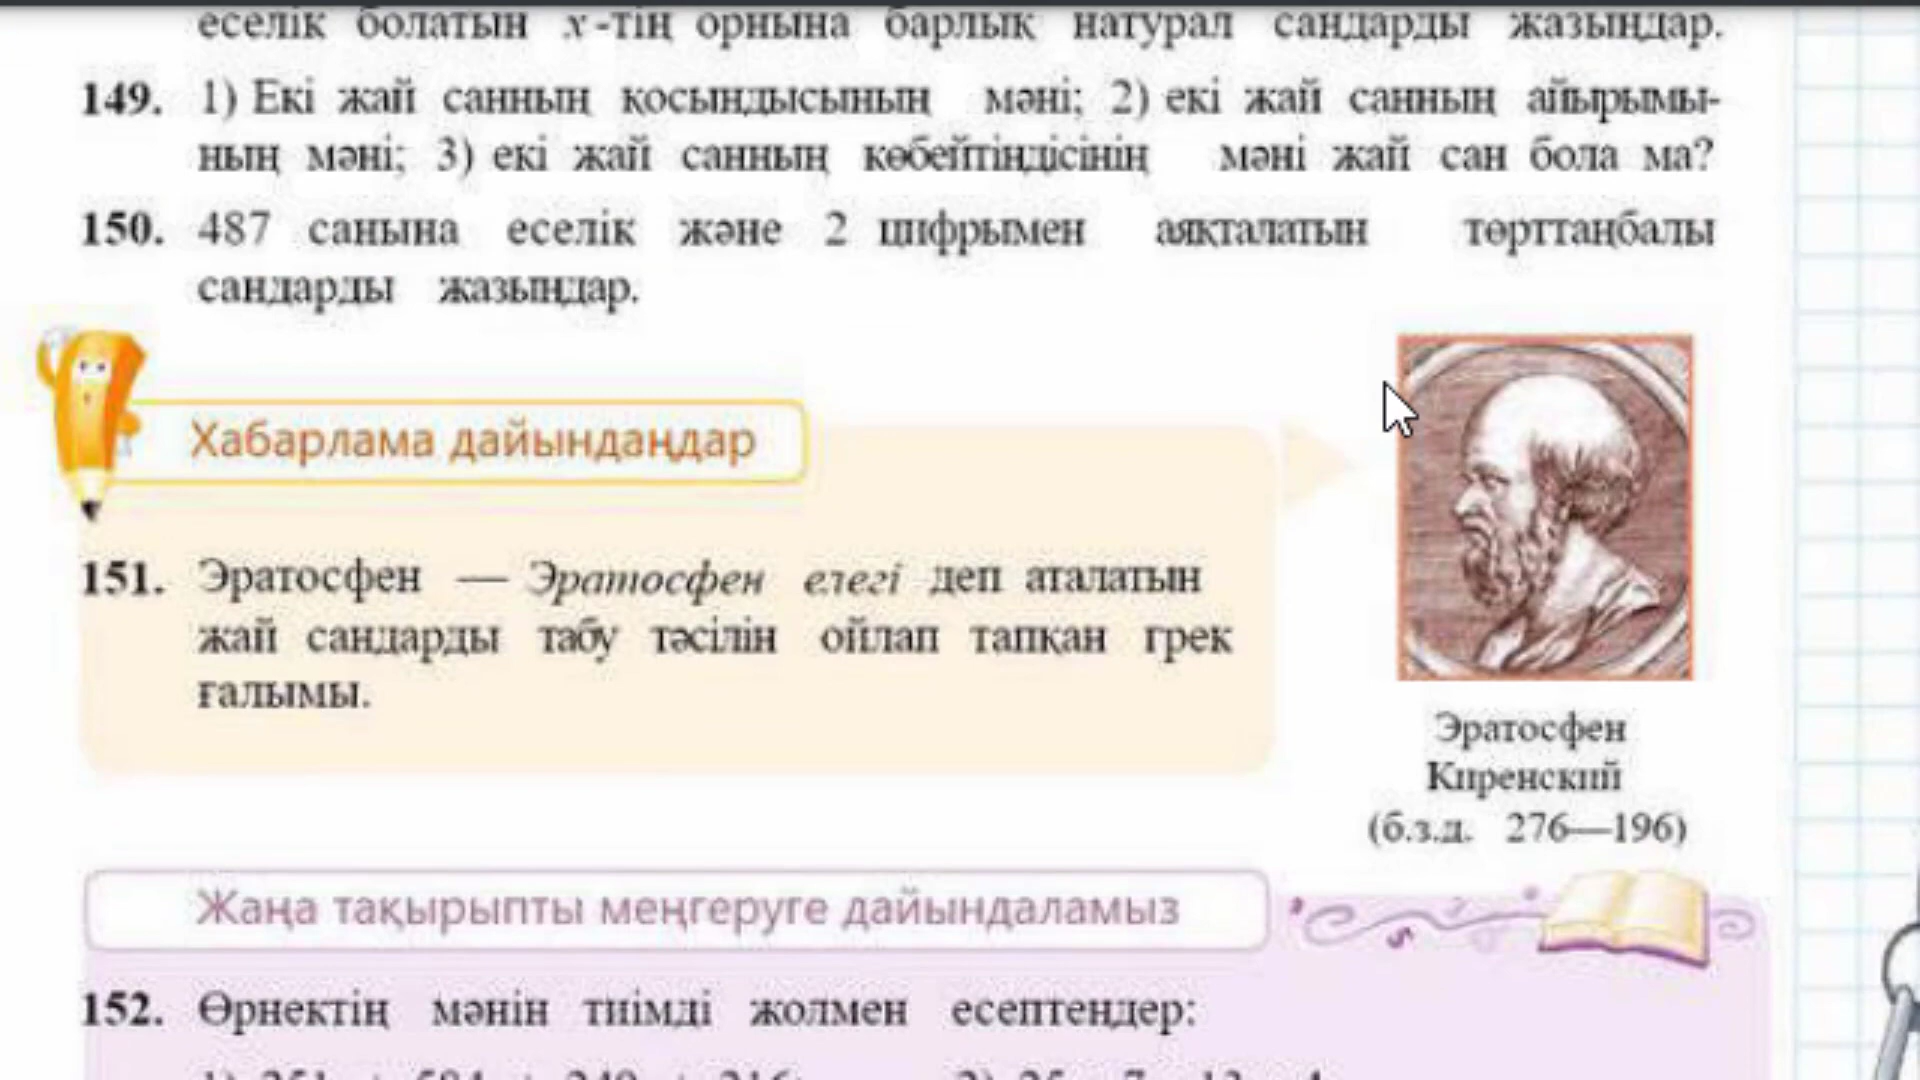 еселік болатын х-тің орнына барлық натурал сандарды жазыңдар.
149. 1) Екі жай санның қосындысының мәні; 2) екі жай санның айырымы-
ның мәні; 3) екі жай санның көбейтіндісінің мәні жай сан бола ма?
150. 487 санына еселік және 2 цифрымен аяқталатын төрттаңбалы
сандарды жазыңдар.
Хабарлама дайындаңдар
151. Эратосфен — Эратосфен елегі деп аталатын
жай сандарды табу тәсілін ойлап тапқан грек
ғалымы.
Эратосфен
Киренский
(б.з.д. 276—196)
Жаңа тақырыпты меңгеруге дайындаламыз
152. Өрнектің мәнін тиімді жолмен есептеңдер: